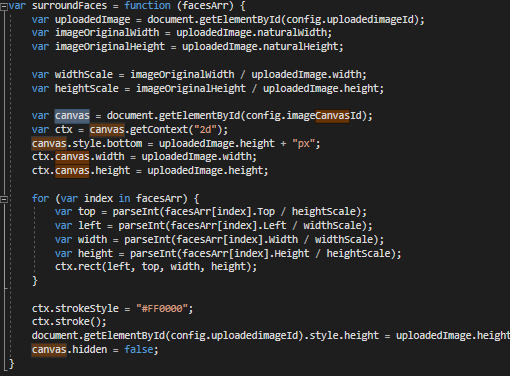 var surroundFaces = function (facesArr) {
var uploadedImage = document.getElementById(config.uploadedimageId);
var imageOriginalWidth = uploadedImage.naturalWidth;
var imageOriginalHeight = uploadedImage.naturalHeight;
var widthScale = imageOriginalWidth / uploadedImage.width;
var heightScale = imageOriginalHeight / uploadedImage.height;
var canvas = document.getElementById(config.imageCanvasId);
var ctx = canvas.getContext("2d");
canvas.style.bottom = uploadedImage.height + "px";
ctx.canvas.width = uploadedImage.width;
ctx.canvas.height = uploadedImage.height;
for (var index in facesArr) {
var top = parseInt(facesArr[index].Top / heightScale);
var left = parseInt(facesArr[index].Left / widthScale);
var width = parseInt(facesArr[index].Width / widthScale);
var height = parseInt(facesArr[index].Height / heightScale);
ctx.rect(left, top, width, height);
}
ctx.strokeStyle = "#FF0000";
ctx.stroke();
document.getElementById(config.uploadedimageId).style.height = uploadedImage.height
canvas.hidden = false;
}